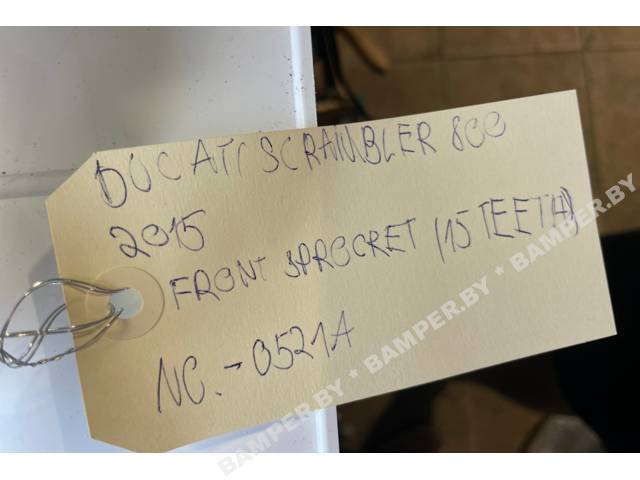 DUCATI SCRAMBLER 800
2015
FRONT SPROCKET (15 TEETH)
NC.-0521A
BAMPER.BY * BAMPER.BY * BAMPER.BY